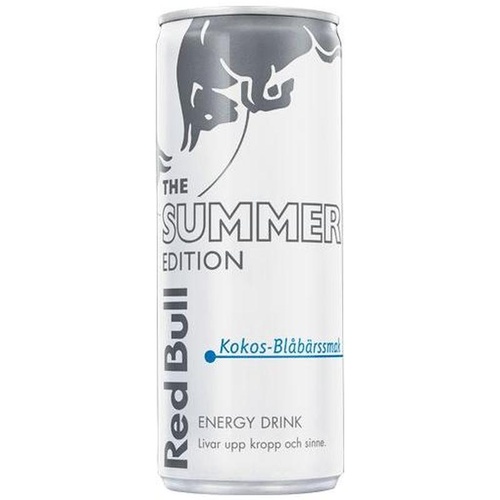 THE
SUMMER
EDITION
Red Bull
Kokos-Blåbärssmak
ENERGY DRINK
Livar upp kropp och sinne.